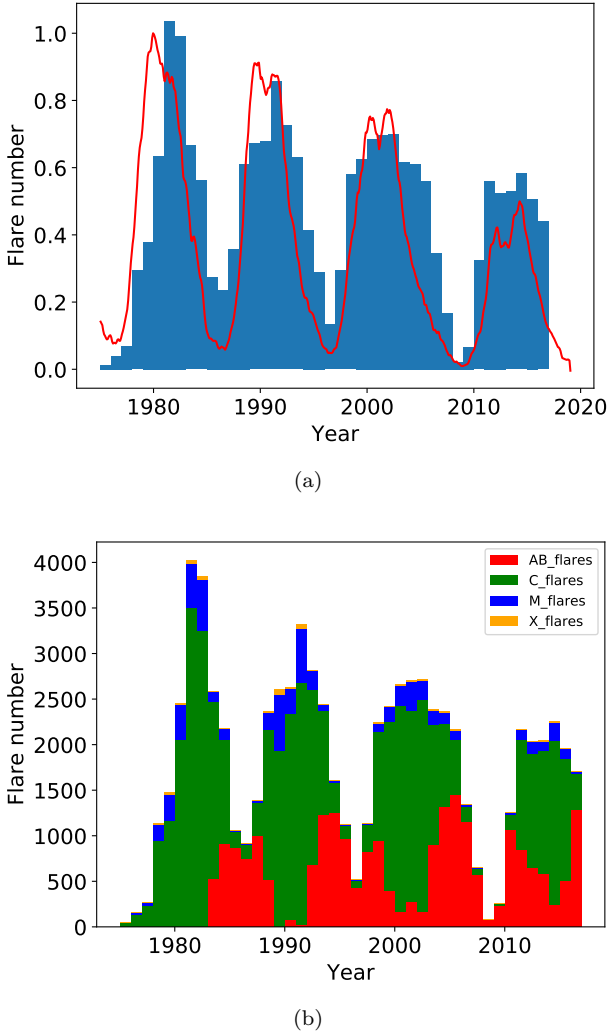 1.0
0.8
0.6
0.4
0.2
0.0
Flare number
1980 1990 2000 2010 2020
Year
(a)
4000
3500
3000
2500
2000
1500
1000
500
0
Flare number
AB_flares
C_flares
M_flares
X_flares
1980 1990 2000 2010
Year
(b)